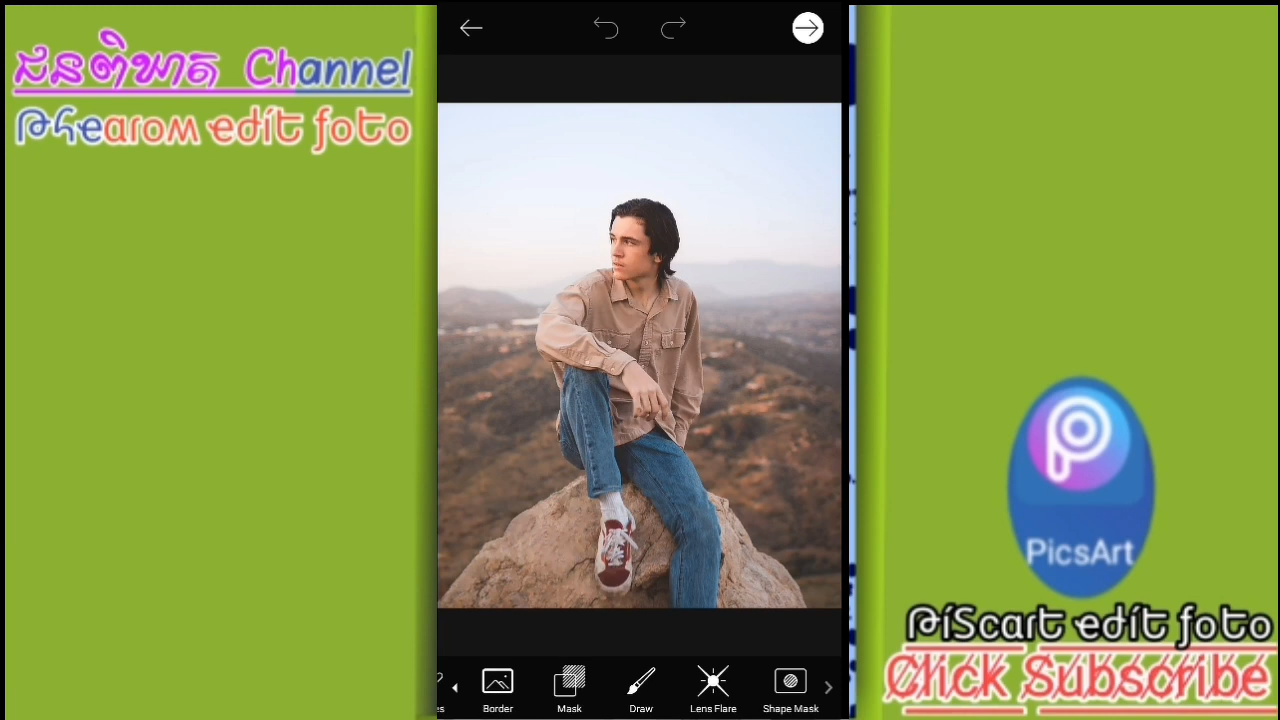 ជនពិឃាត Channel
Phearom edit foto
PicsArt
PiScart edit foto
Click Subscribe
Border
Mask
Draw
Lens Flare
Shape Mask